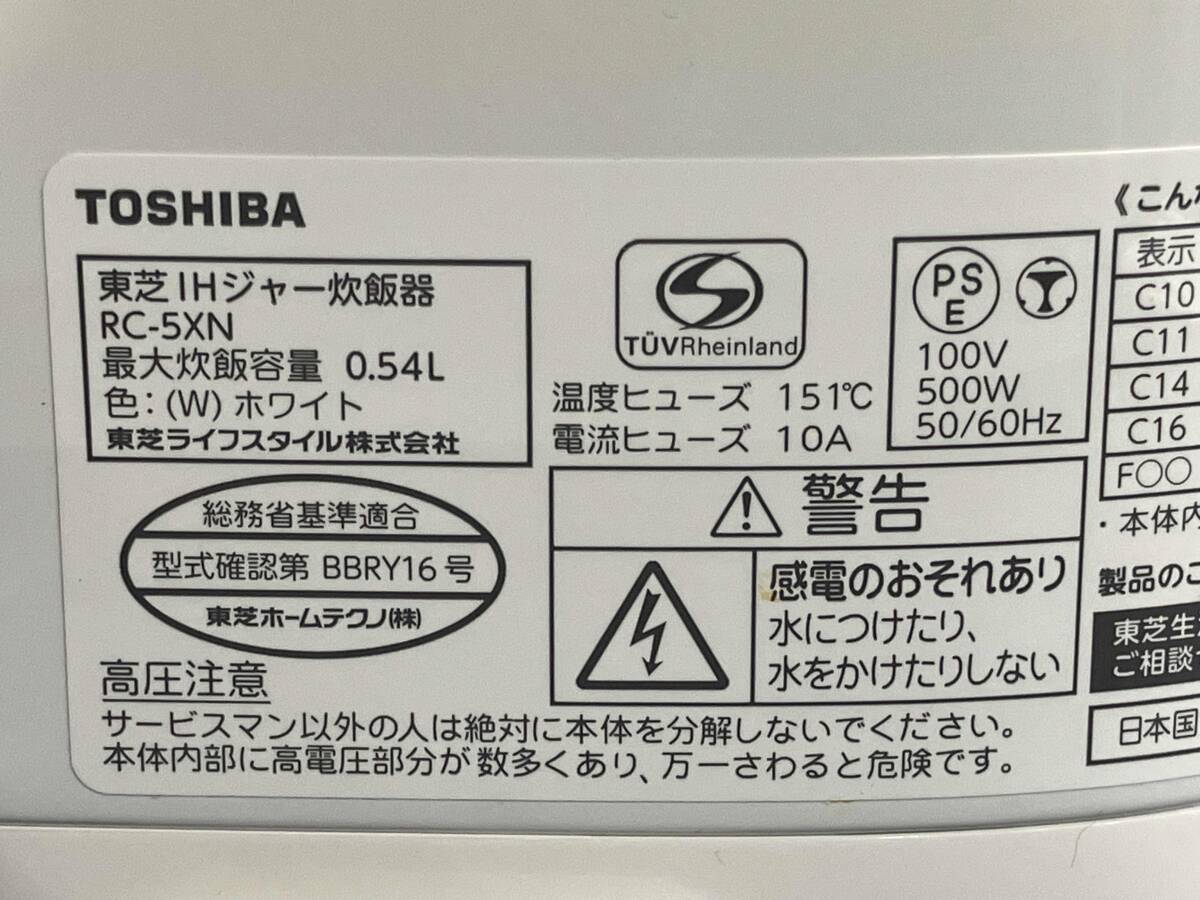 TOSHIBA
東芝IHジャー炊飯器
RC-5XN
最大炊飯容量 0.54L
色:(W) ホワイト
東芝ライフスタイル株式会社
総務省基準適合
型式確認第 BBRY16号
東芝ホームテクノ(株)
TÜVRheinland
温度ヒューズ 151℃
電流ヒューズ 10A
PS
E
100V
500W
50/60Hz
警告
感電のおそれあり
水につけたり、
水をかけたりしない
高圧注意
サービスマン以外の人は絶対に本体を分解しないでください。
本体内部に高電圧部分が数多くあり、万一さわると危険です。
《こん
表示
C10
C11
C14
C16
F○○
・本体内
製品のご
東芝生
ご相談
日本国